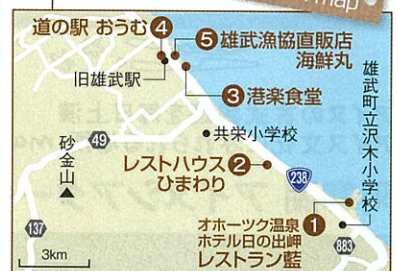 map
道の駅 おうむ 4
5 雄武漁協直販店
海鮮丸
旧雄武駅
3 港楽食堂
雄武町立沢木小学校
49
共栄小学校
砂金山
レストハウス 2
ひまわり
238
1
オホーツク温泉
ホテル日の出岬
レストラン藍
137
883
3km